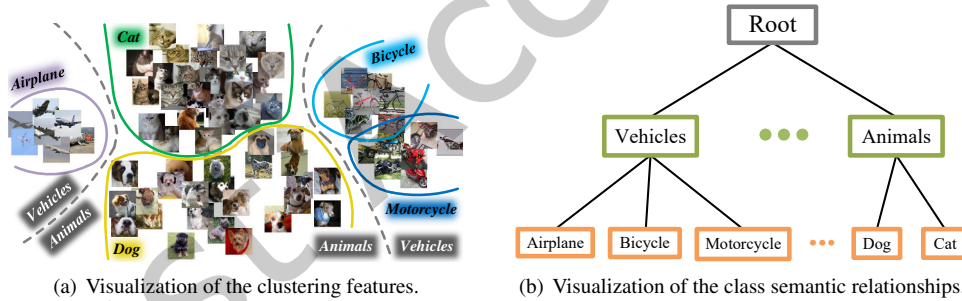 Cat
Bicycle
Airplane
Vehicles
Animals
Motorcycle
Dog
Animals
Vehicles
(a) Visualization of the clustering features.
Root
Vehicles
Animals
Airplane
Bicycle
Motorcycle
Dog
Cat
(b) Visualization of the class semantic relationships.